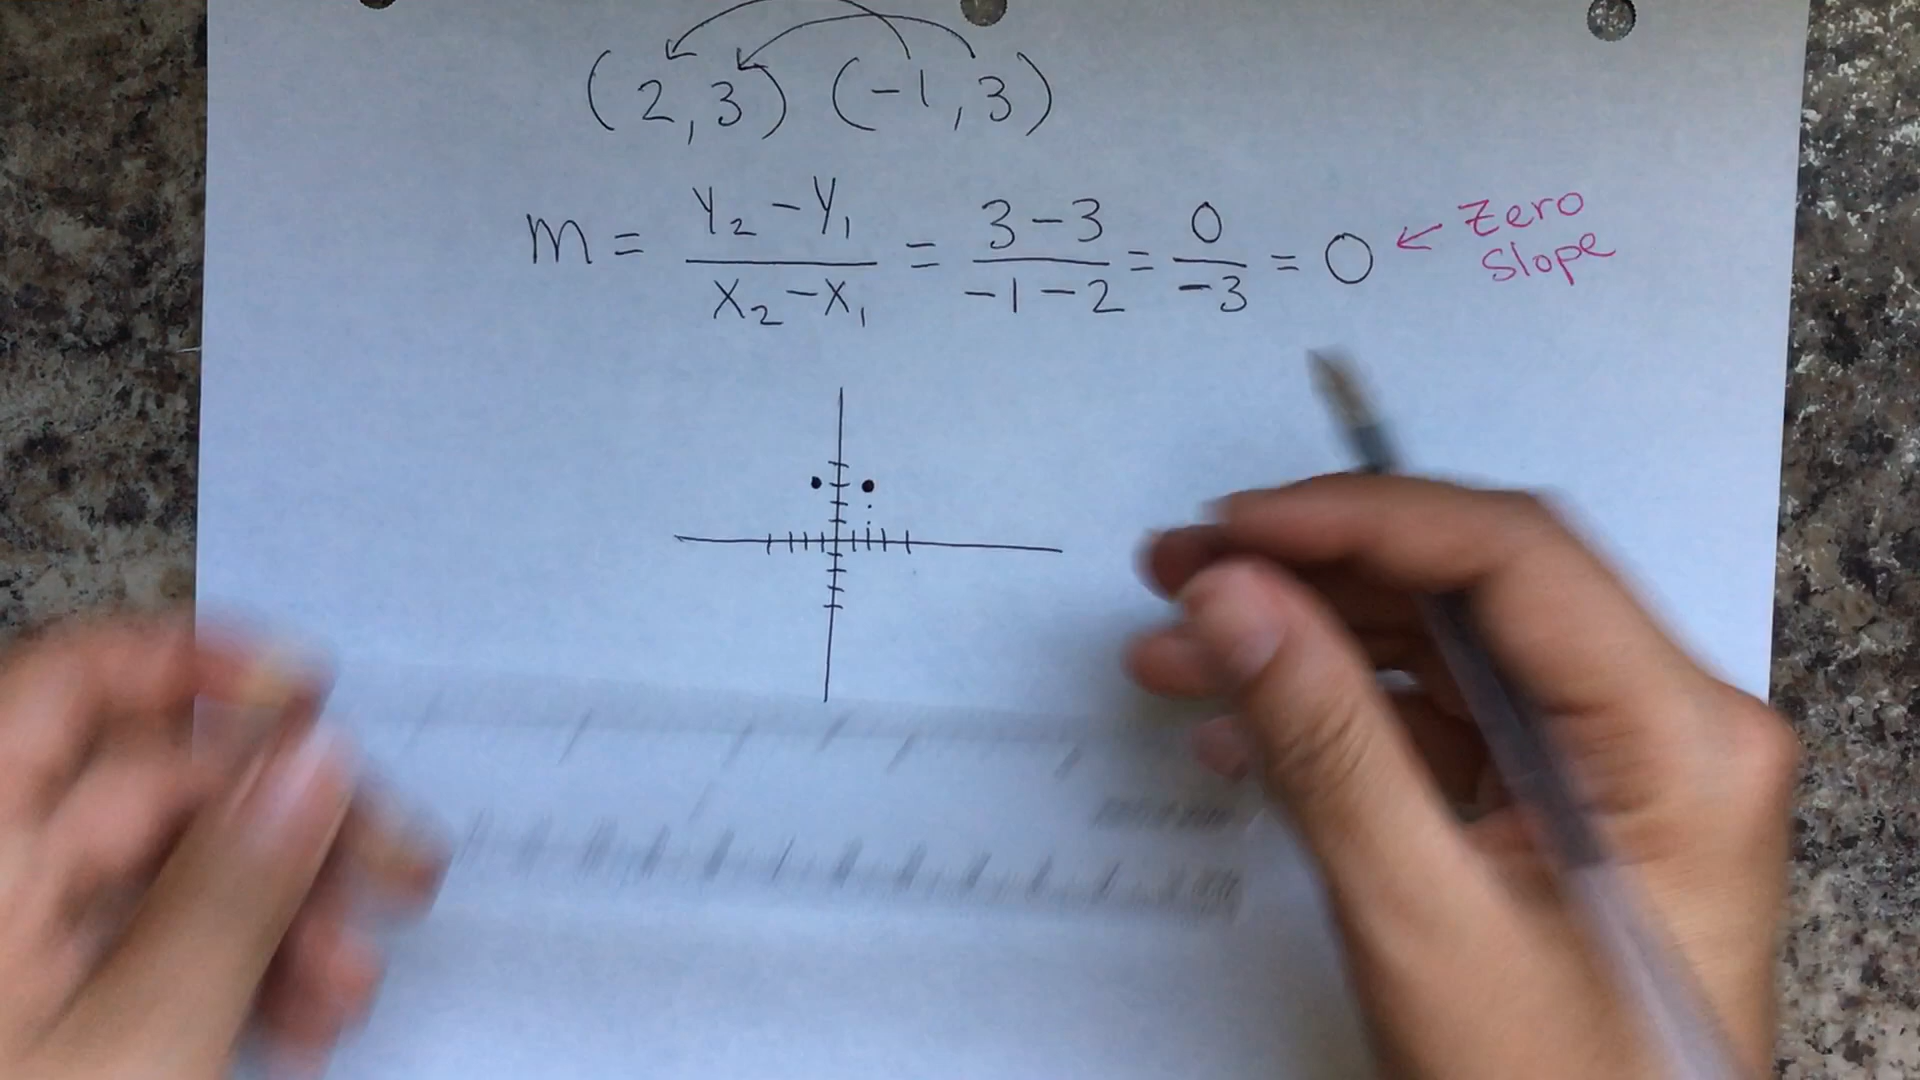 (2,3) (-1,3)
m = y₂-y₁/x₂-x₁ = 3-3/-1-2 = 0/-3 = 0 ← Zero
Slope